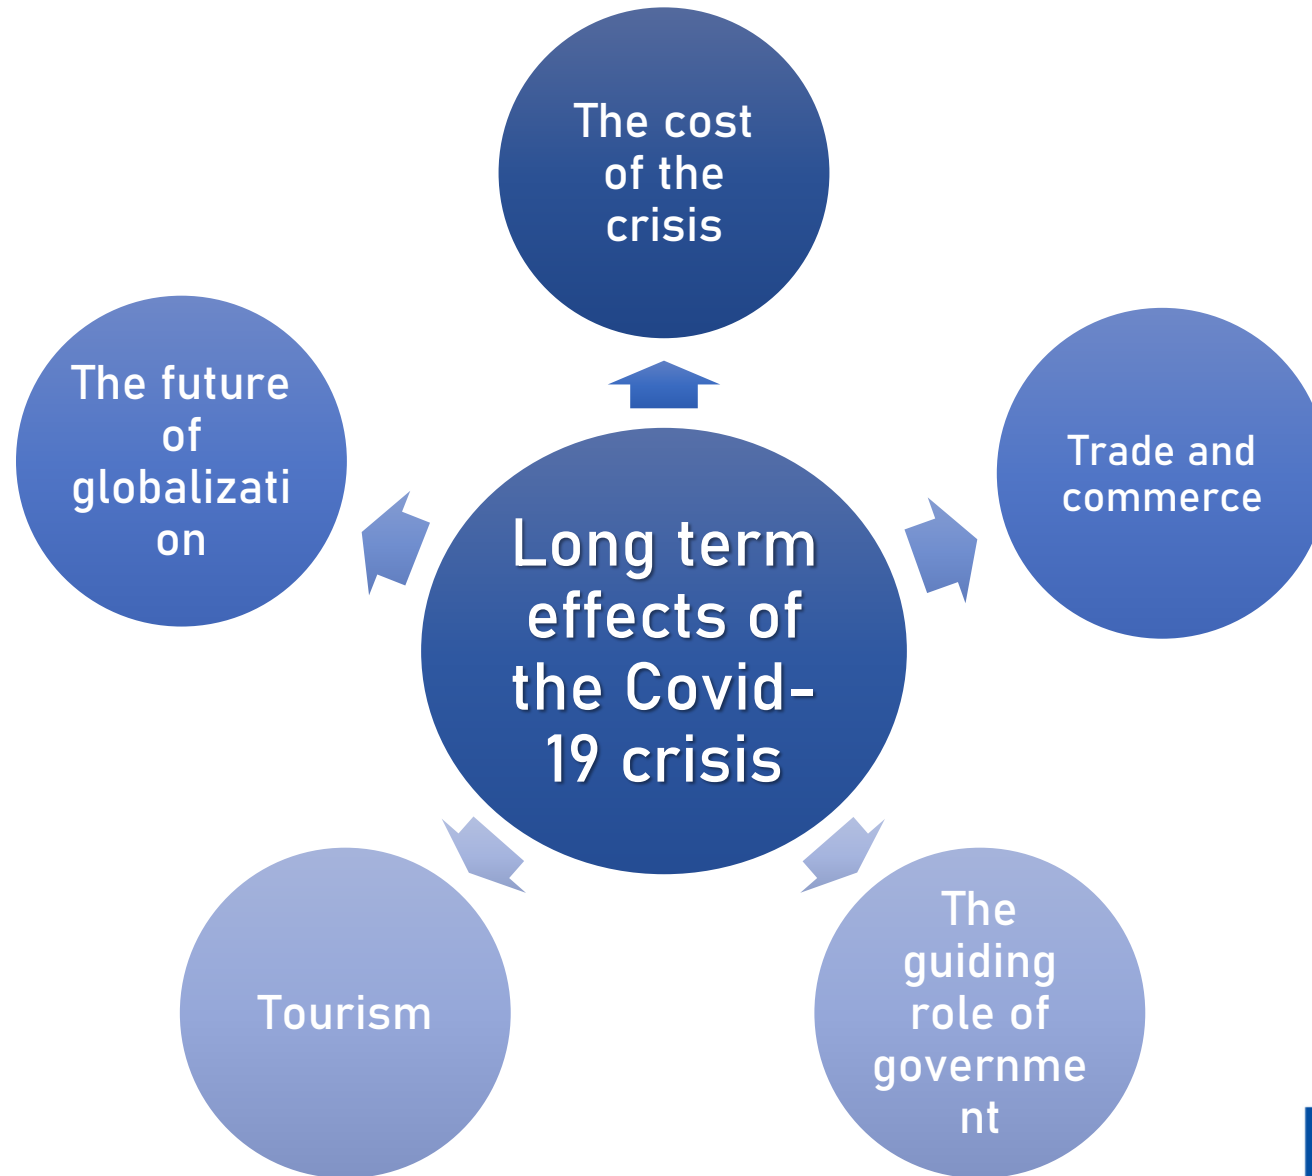 The cost
of the
crisis
Trade and
commerce
The
guiding
role of
governme
nt
Tourism
The future
of
globalizati
on
Long term
effects of
the Covid-
19 crisis